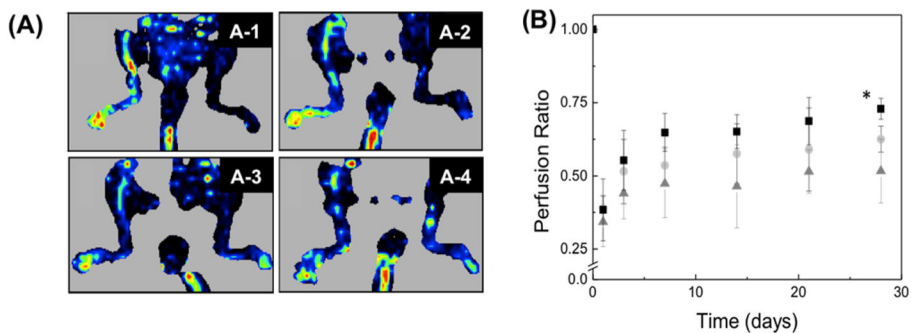 (A)
A-1
A-2
A-3
A-4
(B)
Perfusion Ratio
1.00
0.75
0.50
0.25
0.0
*
0
10
20
30
Time (days)